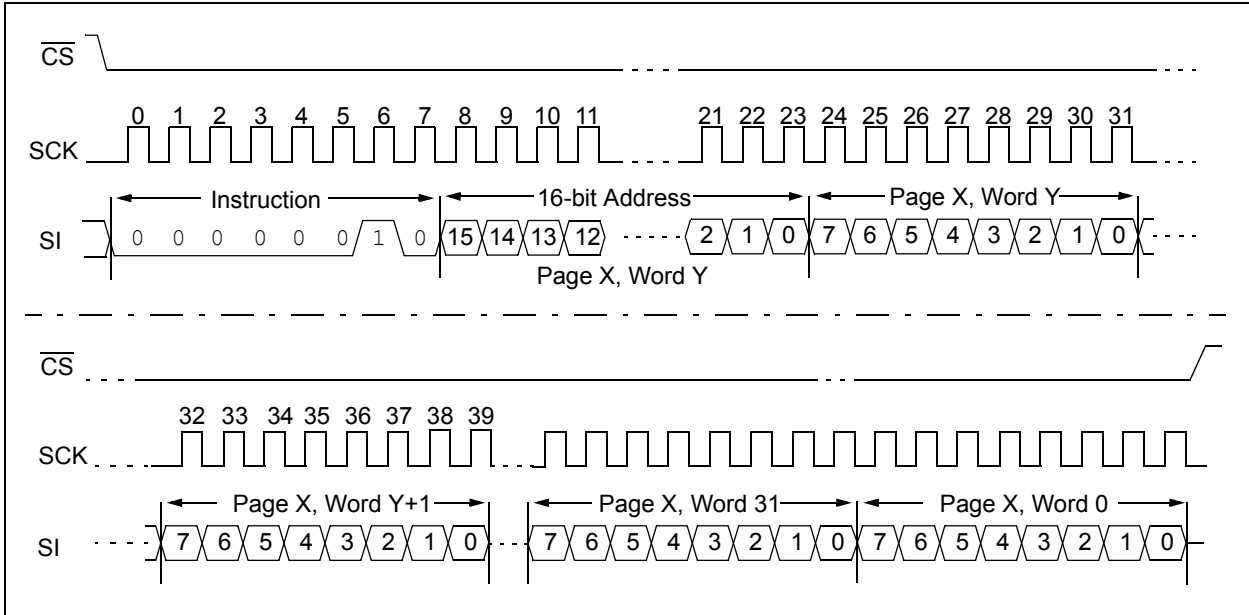 CS
0 1 2 3 4 5 6 7 8 9 10 11 21 22 23 24 25 26 27 28 29 30 31
SCK
Instruction 16-bit Address Page X, Word Y
SI 0 0 0 0 0 0 1 0 15 14 13 12 2 1 0 7 6 5 4 3 2 1 0
Page X, Word Y
CS
32 33 34 35 36 37 38 39
SCK
Page X, Word Y+1 Page X, Word 31 Page X, Word 0
SI 7 6 5 4 3 2 1 0 7 6 5 4 3 2 1 0 7 6 5 4 3 2 1 0